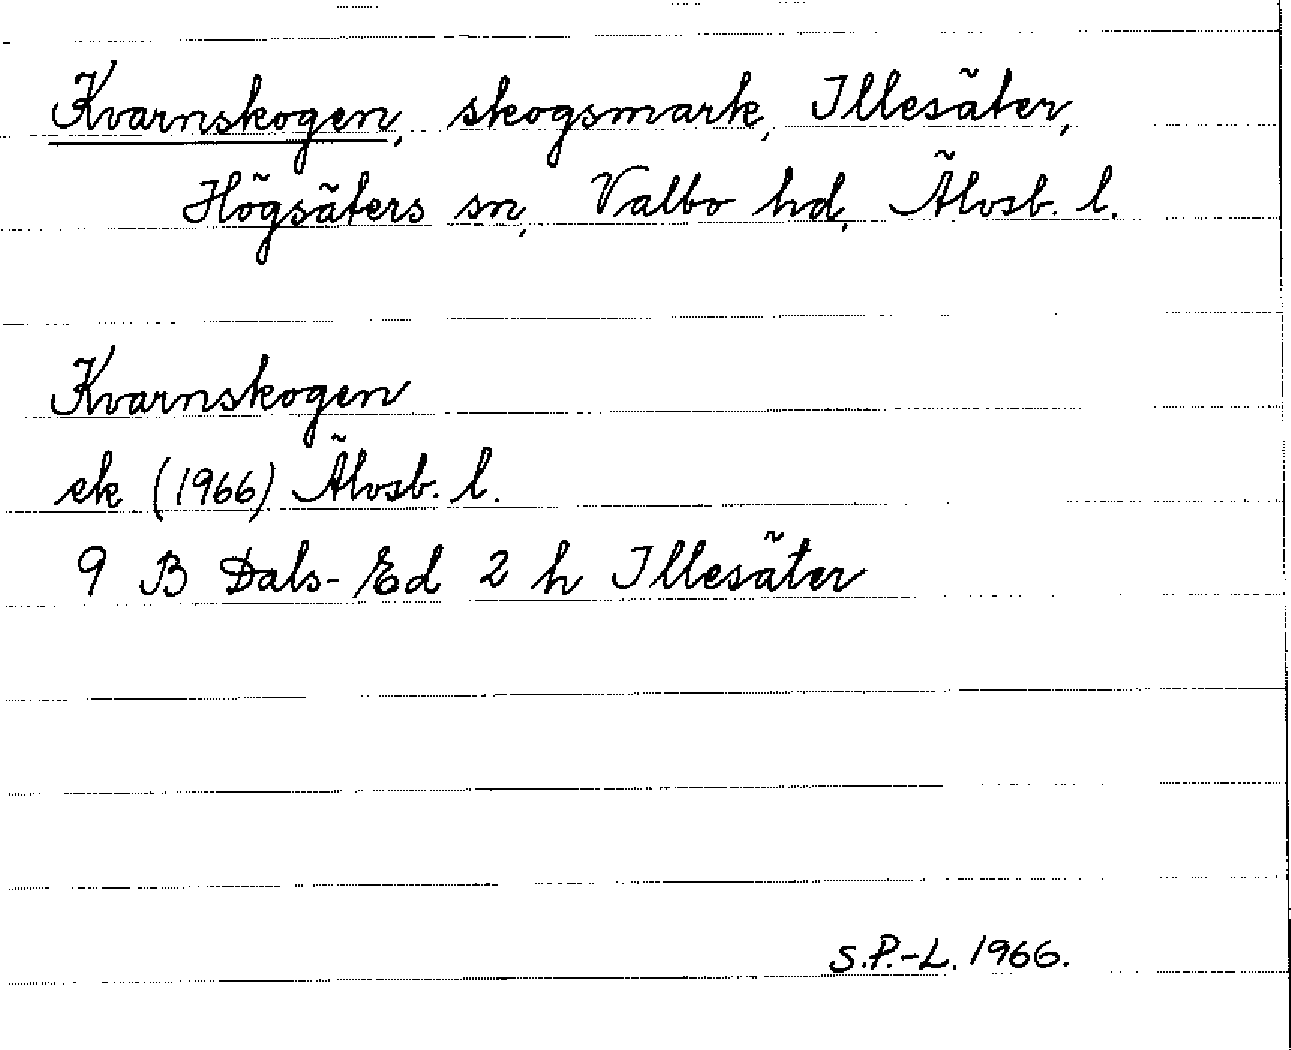 Kvarnskogen, skogsmark, Illesäter,
Högsäters sn, Valbo hd, Älvsb. l.
Kvarnskogen
ek (1966) Älvsb. l.
9 B Dals-Ed 2 h Illesäter
S.P.-L. 1966.